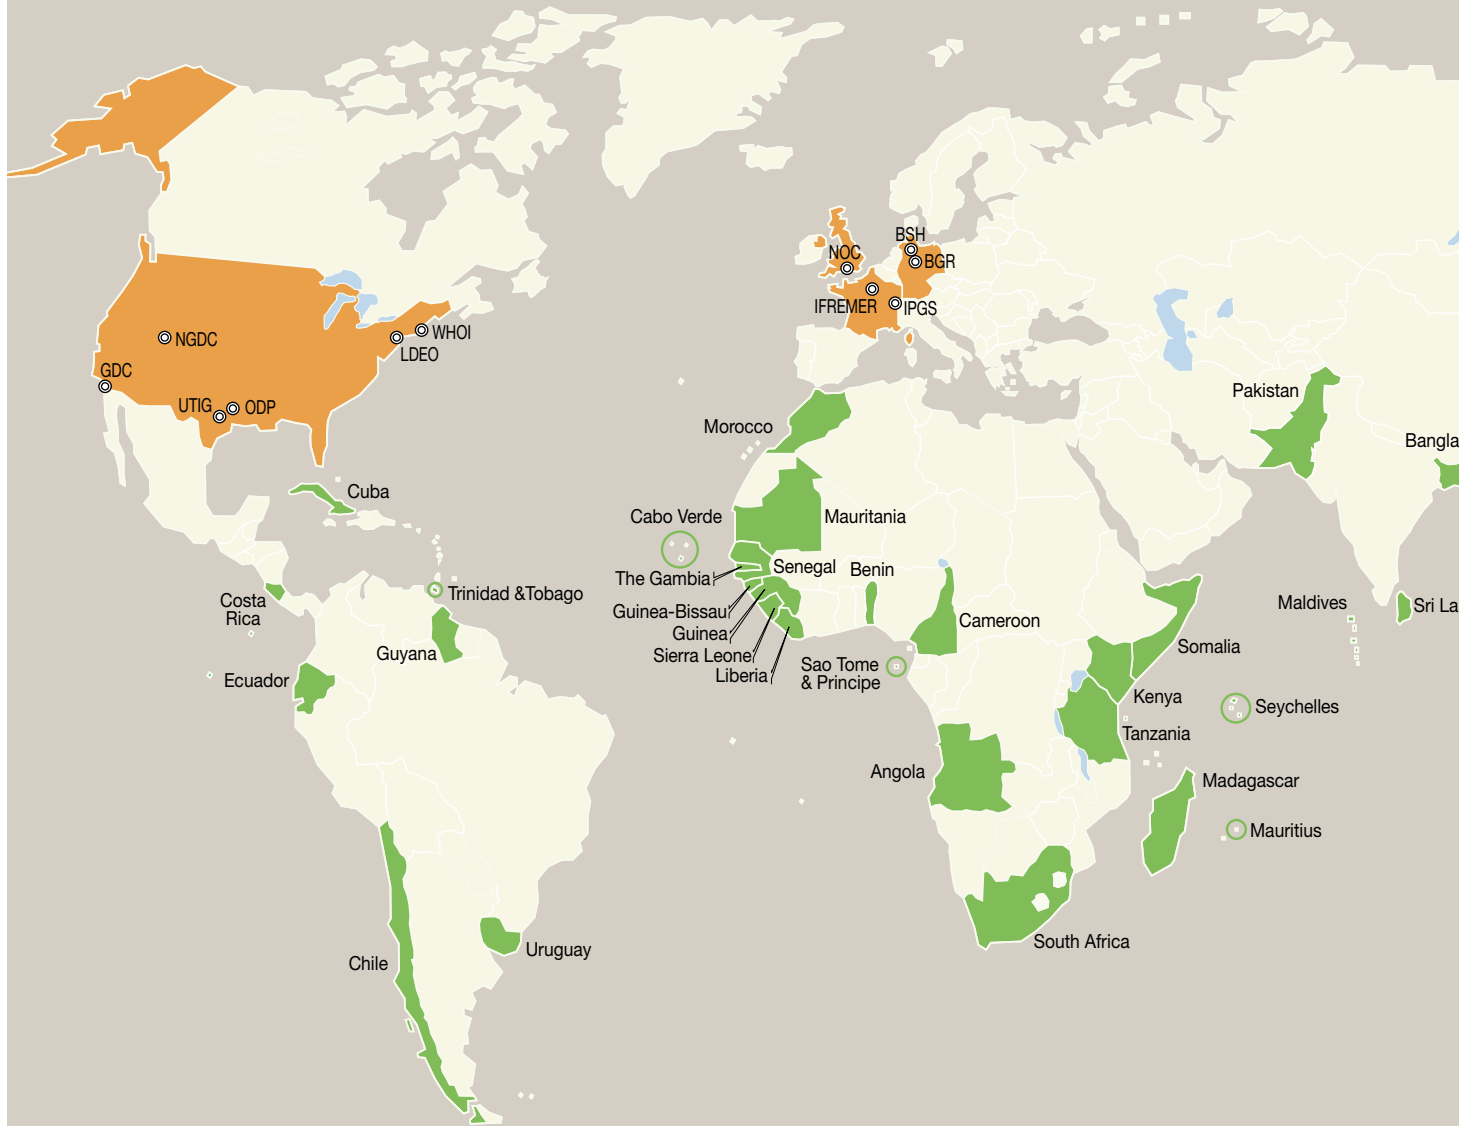 BSH
NOC
BGR
IFREMER
IPGS
WHOI
NGDC
LDEO
GDC
UTIG
ODP
Pakistan
Morocco
Bangla
Cuba
Cabo Verde
Mauritania
Senegal
Benin
The Gambia
Trinidad &Tobago
Costa
Rica
Guinea-Bissau
Maldives
Sri La
Guinea
Cameroon
Guyana
Sierra Leone
Somalia
Ecuador
Liberia
Sao Tome
& Principe
Kenya
Seychelles
Tanzania
Angola
Madagascar
Mauritius
South Africa
Uruguay
Chile